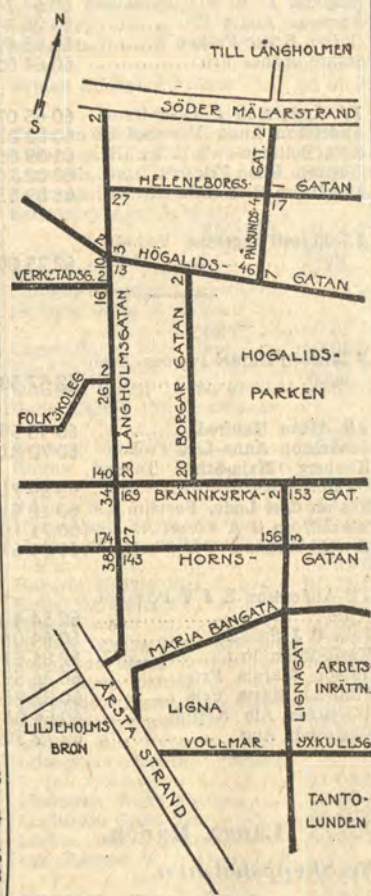 N
S
TILL LÅNGHOLMEN
SÖDER MÄLARSTRAND
2
2
GAT.
PÅLSUNDS-
4
HELENEBORGS- GATAN
27
17
2
10
3
13
HÖGALIDS- GATAN
46
7
VERKSTADSG. 2
16
2
LÅNGHOLMSGATAN
BORGAR GATAN
HÖGALIDS-
PARKEN
2
26
FOLKSKOLEG
140
23
20
34
169
BRÄNNKYRKA- 2 153 GAT.
174
27
156
3
38
143
HORNS- GATAN
MARIA BANGATA
LIGNAGAT
ARBETS
INRÄTTN.
ÅRSTA STRAND
LILJEHOLMS
BRON
LIGNA
VOLLMAR YXKULLSG
TANTO-
LUNDEN